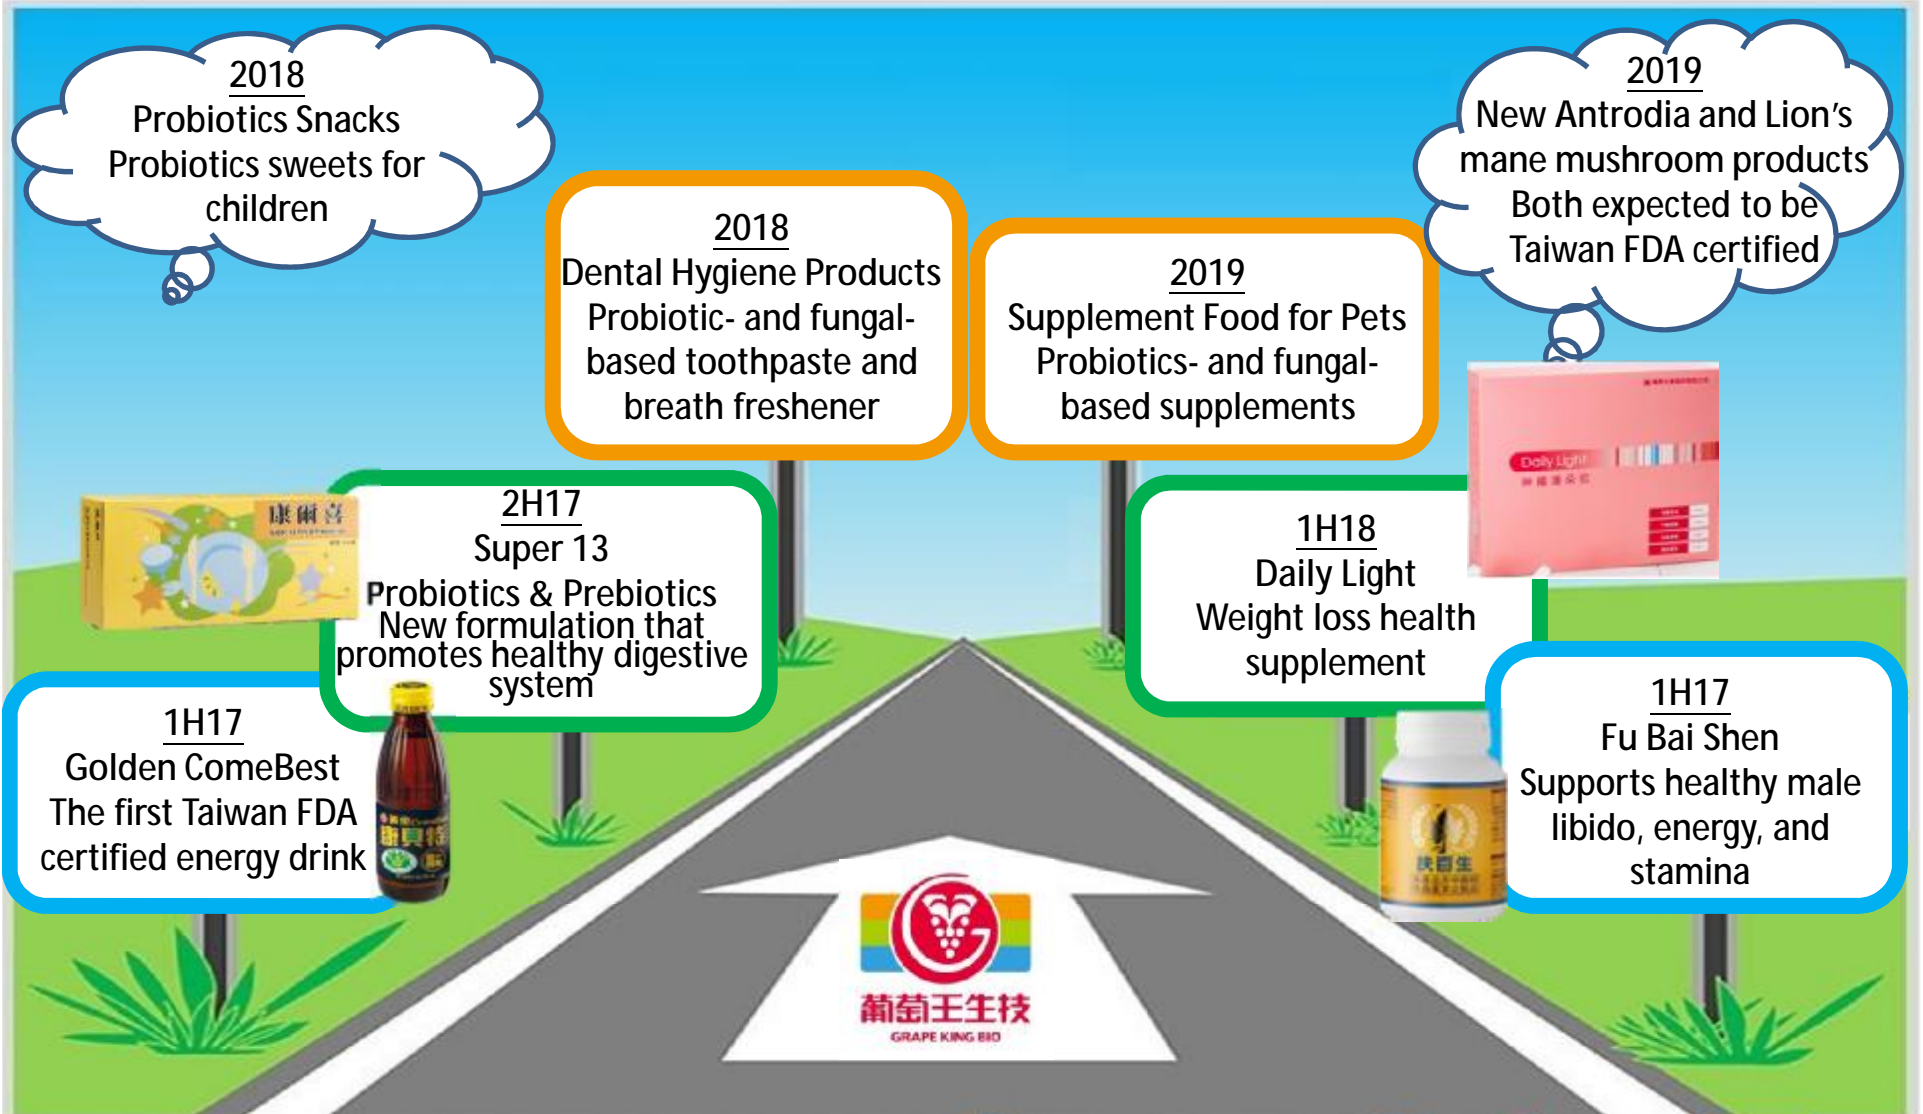 2018
Probiotics Snacks
Probiotics sweets for
children
2019
New Antrodia and Lion's
mane mushroom products
Both expected to be
Taiwan FDA certified
2018
Dental Hygiene Products
Probiotic- and fungal-
based toothpaste and
breath freshener
2019
Supplement Food for Pets
Probiotics- and fungal-
based supplements
康爾喜
2H17
Super 13
Probiotics & Prebiotics
New formulation that
promotes healthy digestive
system
1H18
Daily Light
Weight loss health
supplement
Daily Light
1H17
Golden ComeBest
The first Taiwan FDA
certified energy drink
康貝特
1H17
Fu Bai Shen
Supports healthy male
libido, energy, and
stamina
葡萄王生技
GRAPE KING BIO